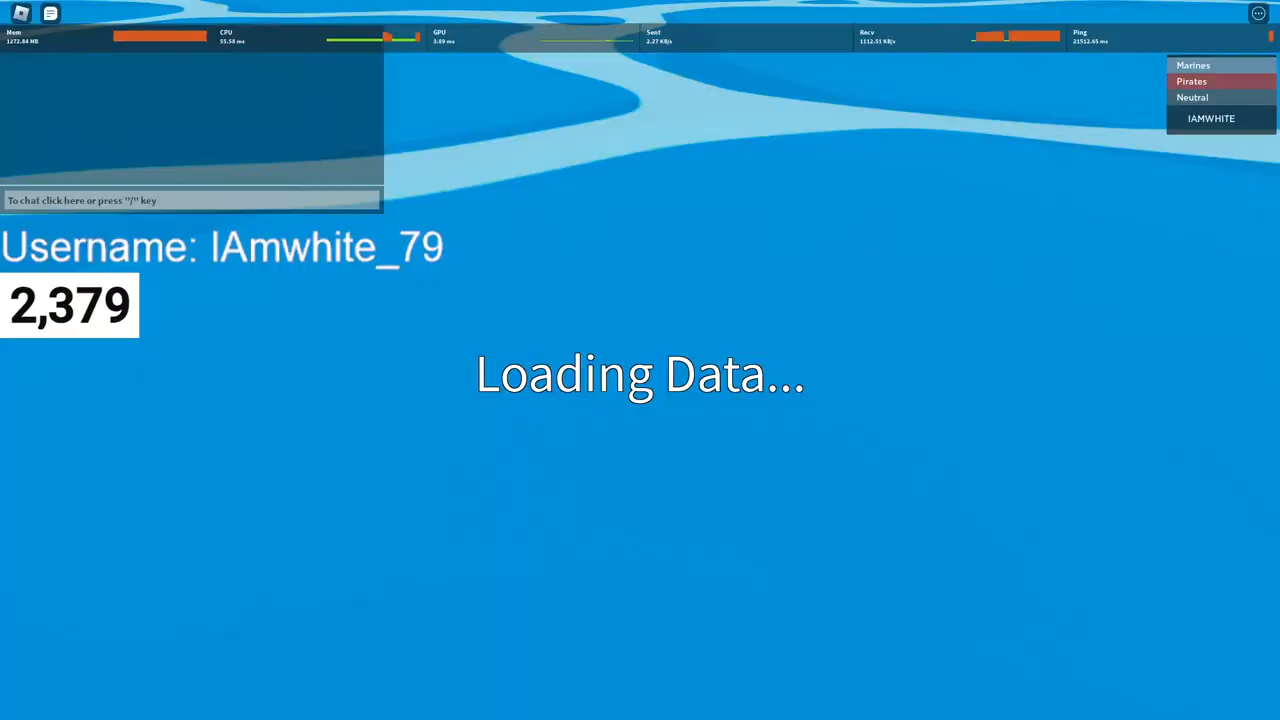 Mem
1272.84 MB
CPU
55.58 ms
GPU
3.89 ms
Sent
2.27 KB/s
Recv
1112.51 KB/s
Ping
21512.65 ms
Marines
Pirates
Neutral
IAMWHITE
To chat click here or press "/" key
Username: IAmwhite_79
2,379
Loading Data...